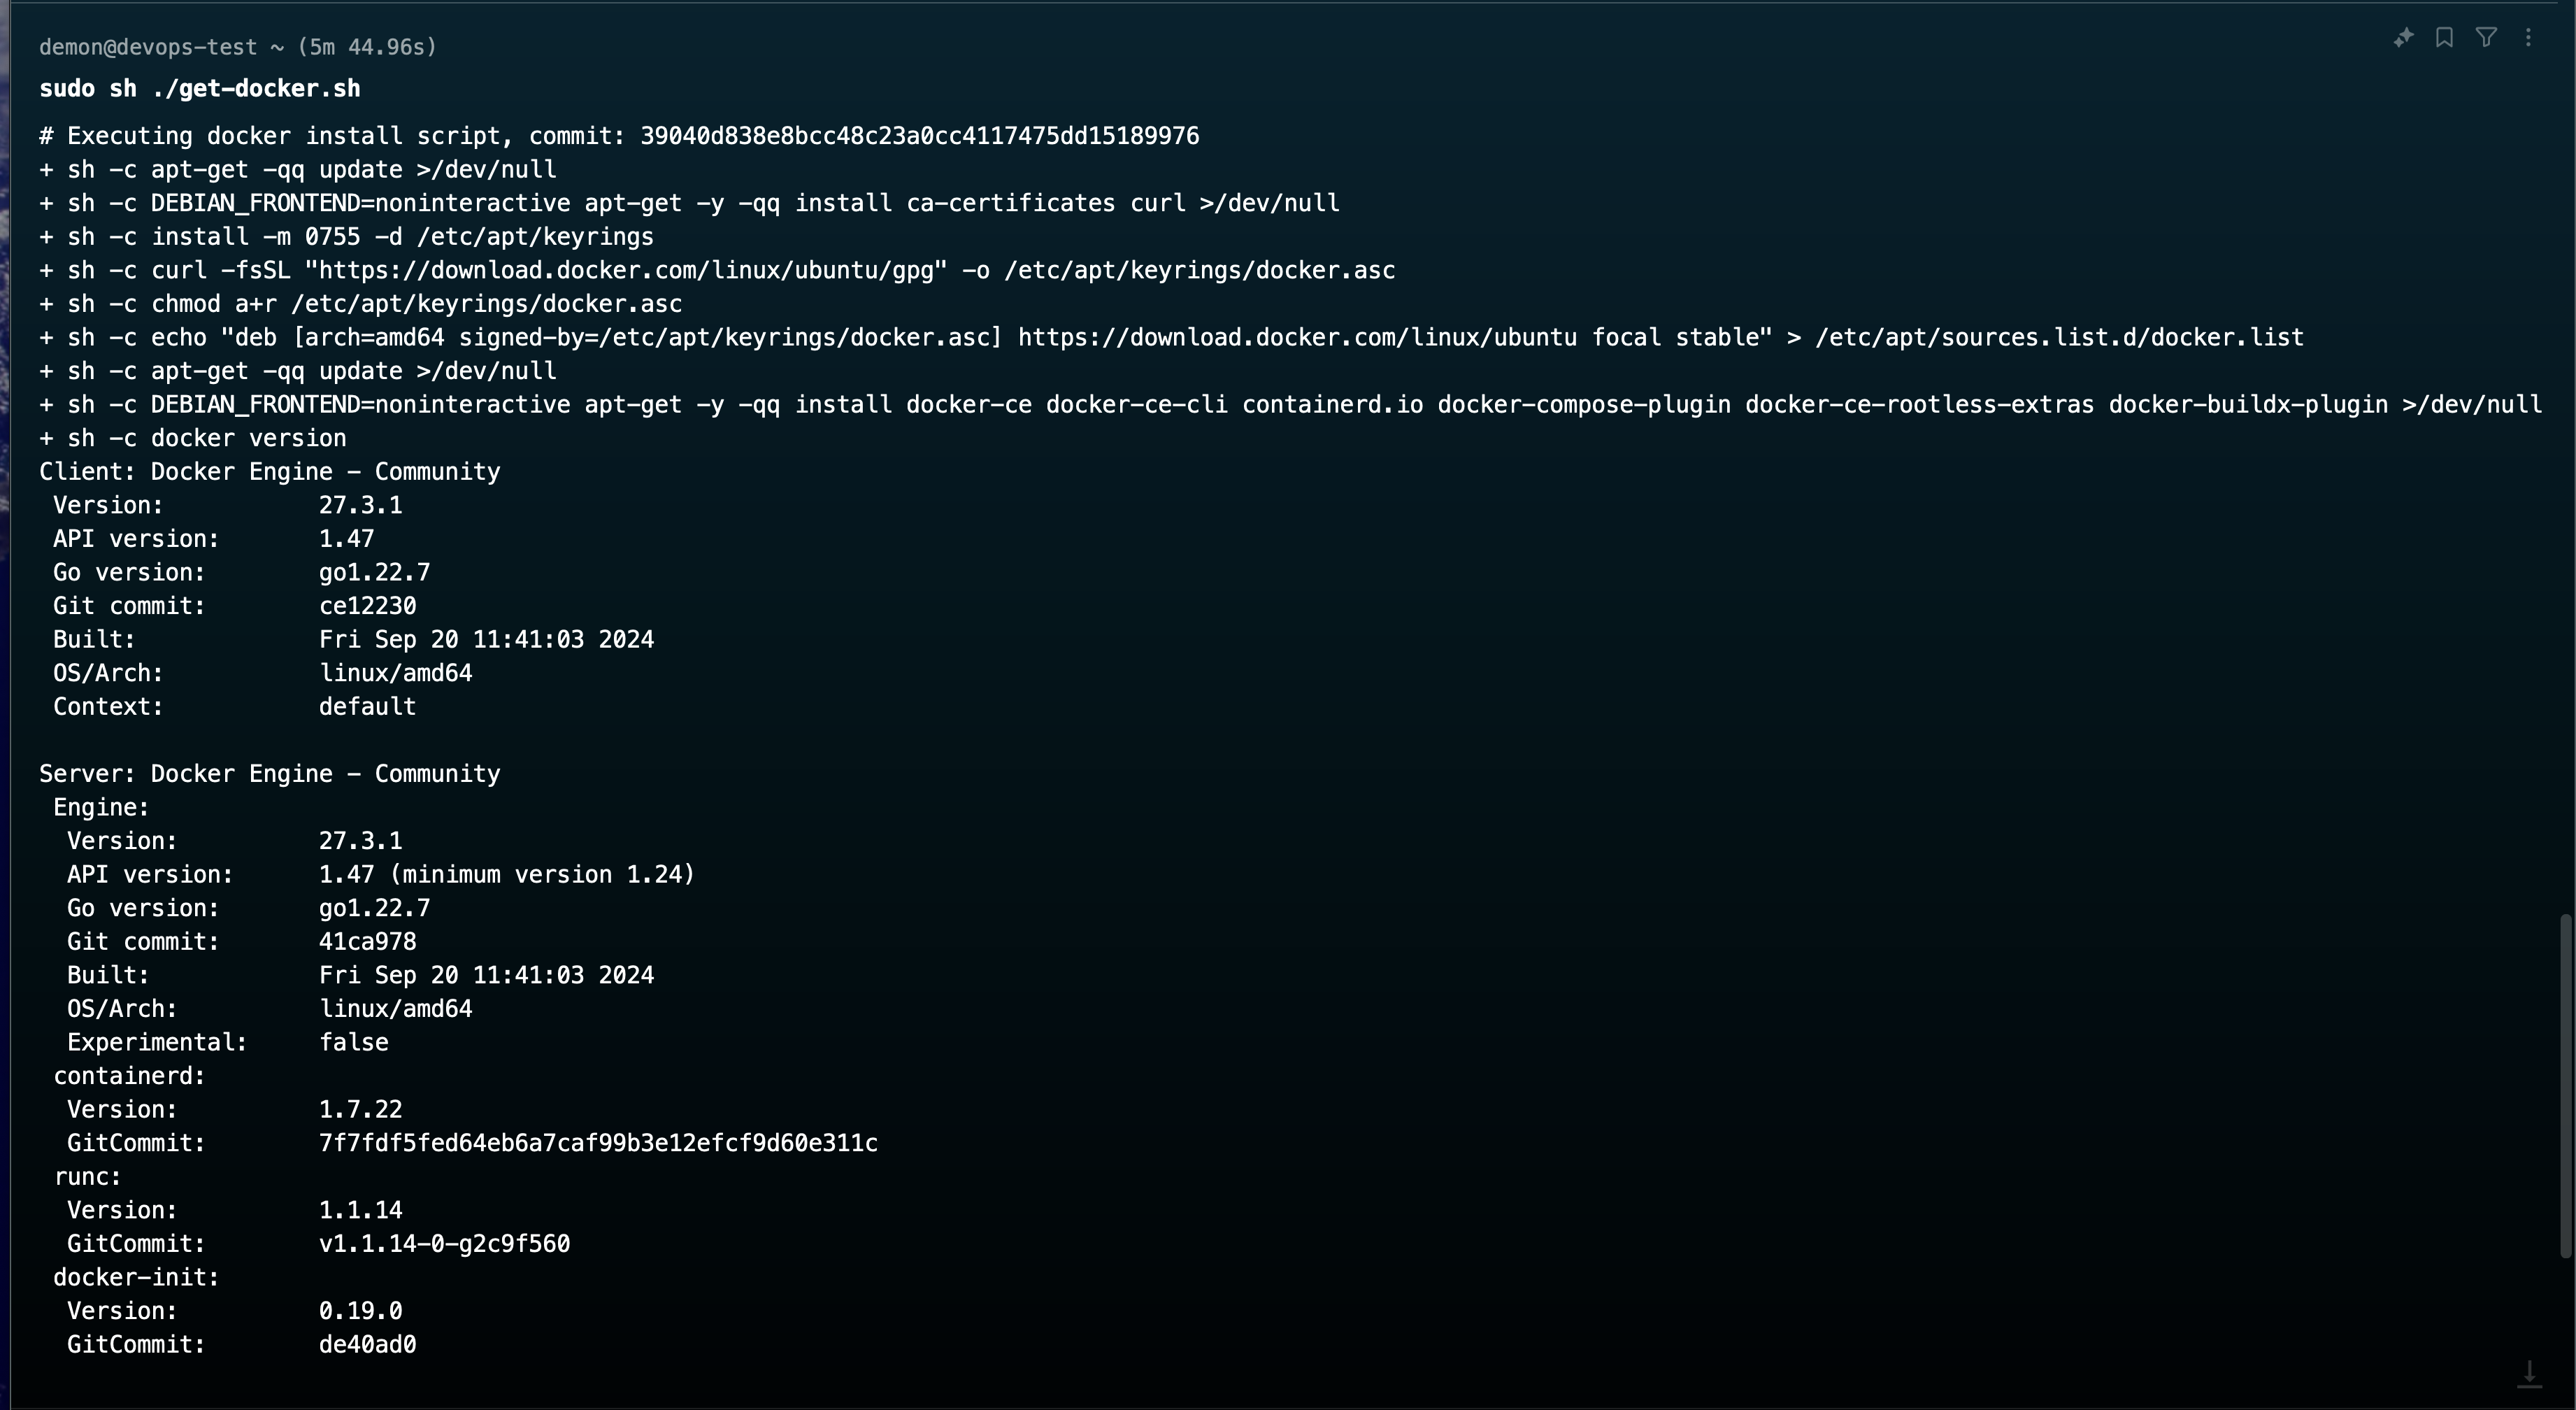 demon@devops-test ~ (5m 44.96s)
sudo sh ./get-docker.sh
# Executing docker install script, commit: 39040d838e8bcc48c23a0cc4117475dd15189976
+ sh -c apt-get -qq update >/dev/null
+ sh -c DEBIAN_FRONTEND=noninteractive apt-get -y -qq install ca-certificates curl >/dev/null
+ sh -c install -m 0755 -d /etc/apt/keyrings
+ sh -c curl -fsSL "https://download.docker.com/linux/ubuntu/gpg" -o /etc/apt/keyrings/docker.asc
+ sh -c chmod a+r /etc/apt/keyrings/docker.asc
+ sh -c echo "deb [arch=amd64 signed-by=/etc/apt/keyrings/docker.asc] https://download.docker.com/linux/ubuntu focal stable" > /etc/apt/sources.list.d/docker.list
+ sh -c apt-get -qq update >/dev/null
+ sh -c DEBIAN_FRONTEND=noninteractive apt-get -y -qq install docker-ce docker-ce-cli containerd.io docker-compose-plugin docker-ce-rootless-extras docker-buildx-plugin >/dev/null
+ sh -c docker version
Client: Docker Engine - Community
 Version:           27.3.1
 API version:       1.47
 Go version:        go1.22.7
 Git commit:        ce12230
 Built:             Fri Sep 20 11:41:03 2024
 OS/Arch:           linux/amd64
 Context:           default

Server: Docker Engine - Community
 Engine:
  Version:          27.3.1
  API version:      1.47 (minimum version 1.24)
  Go version:       go1.22.7
  Git commit:       41ca978
  Built:            Fri Sep 20 11:41:03 2024
  OS/Arch:          linux/amd64
  Experimental:     false
 containerd:
  Version:          1.7.22
  GitCommit:        7f7fdf5fed64eb6a7caf99b3e12efcf9d60e311c
 runc:
  Version:          1.1.14
  GitCommit:        v1.1.14-0-g2c9f560
 docker-init:
  Version:          0.19.0
  GitCommit:        de40ad0